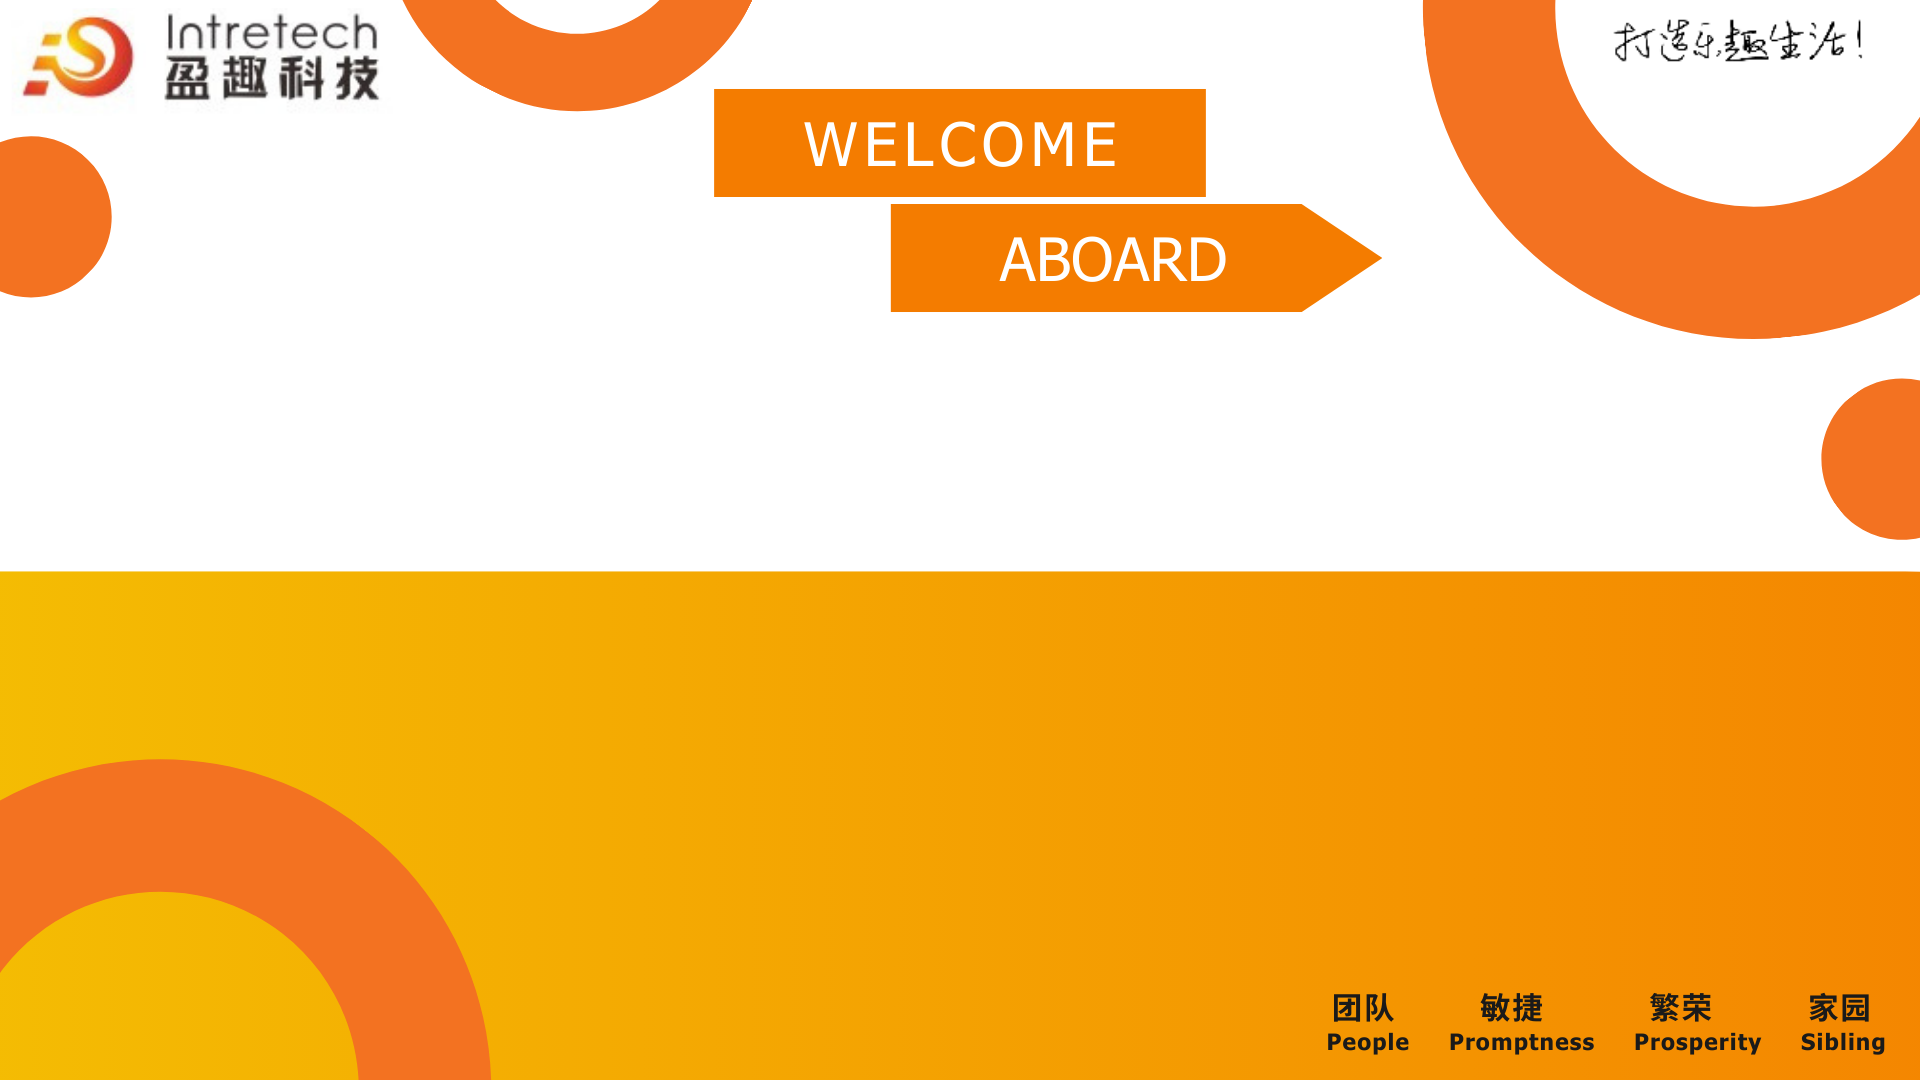 Intretech
盈趣科技
打造乐趣生活!
WELCOME
ABOARD
团队 敏捷 繁荣 家园
People Promptness Prosperity Sibling